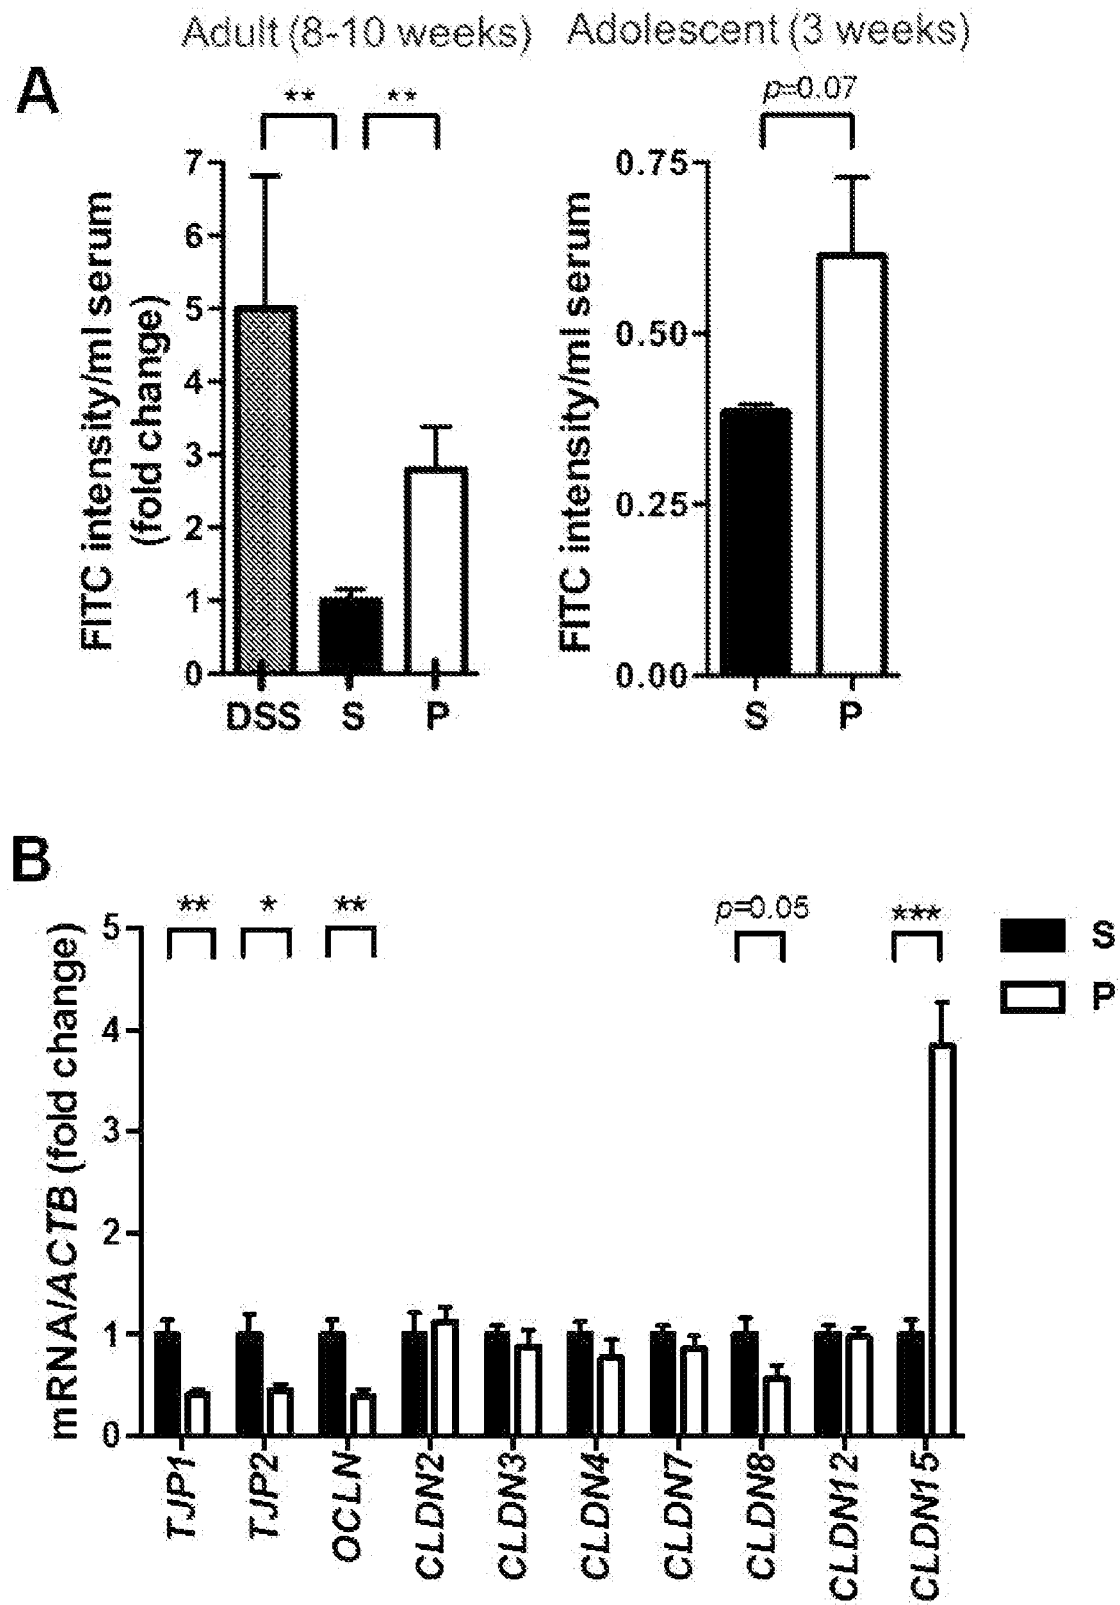 Adult (8-10 weeks)
Adolescent (3 weeks)
A
** **
p=0.07
FITC intensity/ml serum
(fold change)
7
6
5
4
3
2
1
0
DSS S P
FITC intensity/ml serum
0.75
0.50
0.25
0.00
S P
B
** * ** p=0.05 ***
mRNA/ACTB (fold change)
5
4
3
2
1
0
TJP1
TJP2
OCLN
CLDN2
CLDN3
CLDN4
CLDN7
CLDN8
CLDN12
CLDN15
S
P